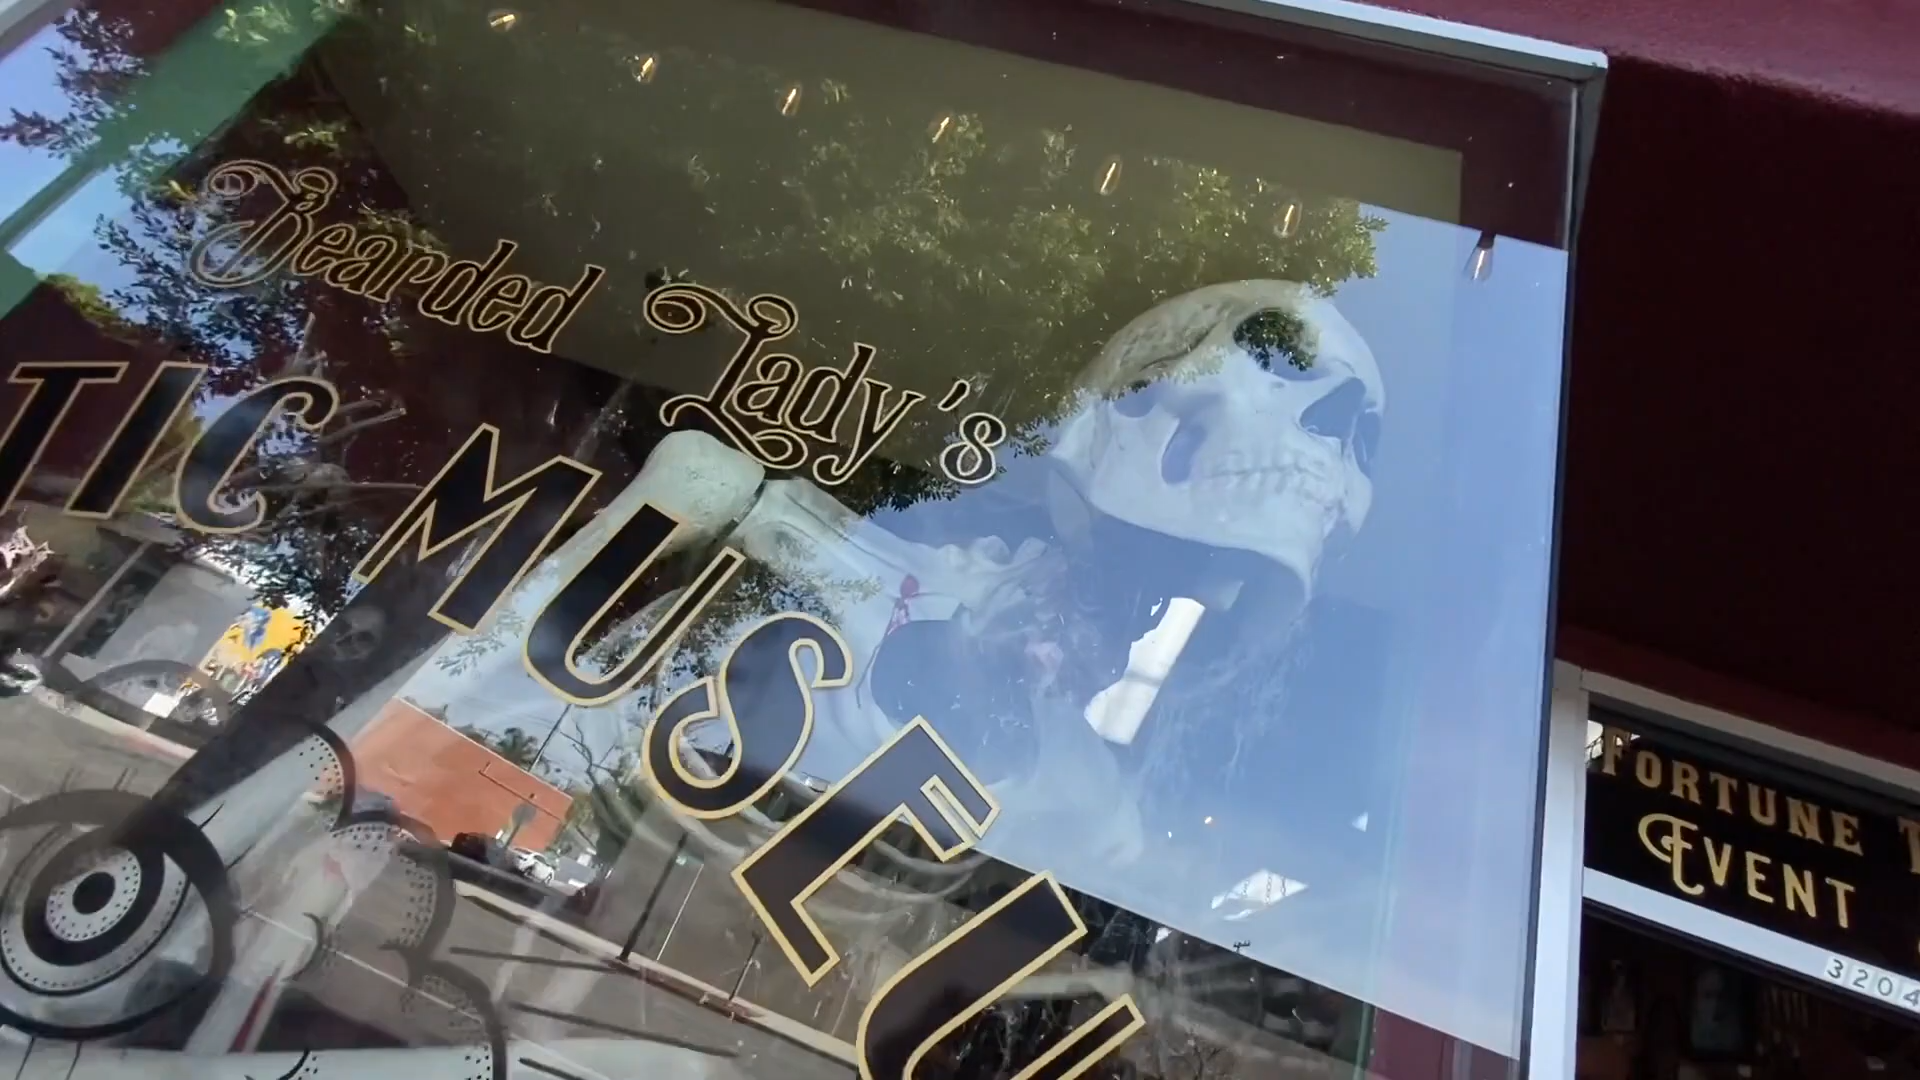 Bearded Lady's
TIC MUSEU
FORTUNE T
EVENT
3204